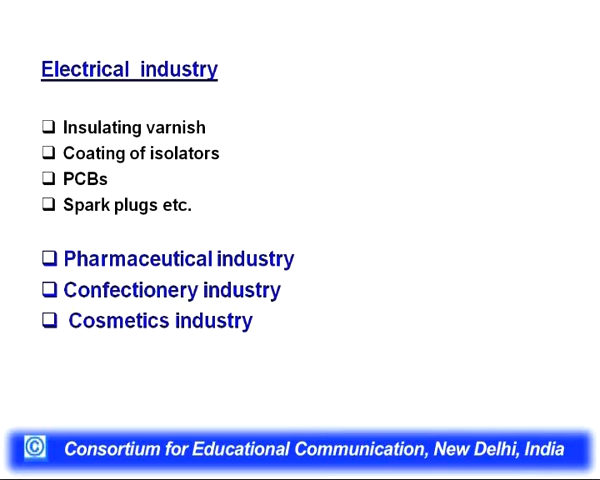 Electrical industry
❑ Insulating varnish
❑ Coating of isolators
❑ PCBs
❑ Spark plugs etc.
❑ Pharmaceutical industry
❑ Confectionery industry
❑ Cosmetics industry
© Consortium for Educational Communication, New Delhi, India